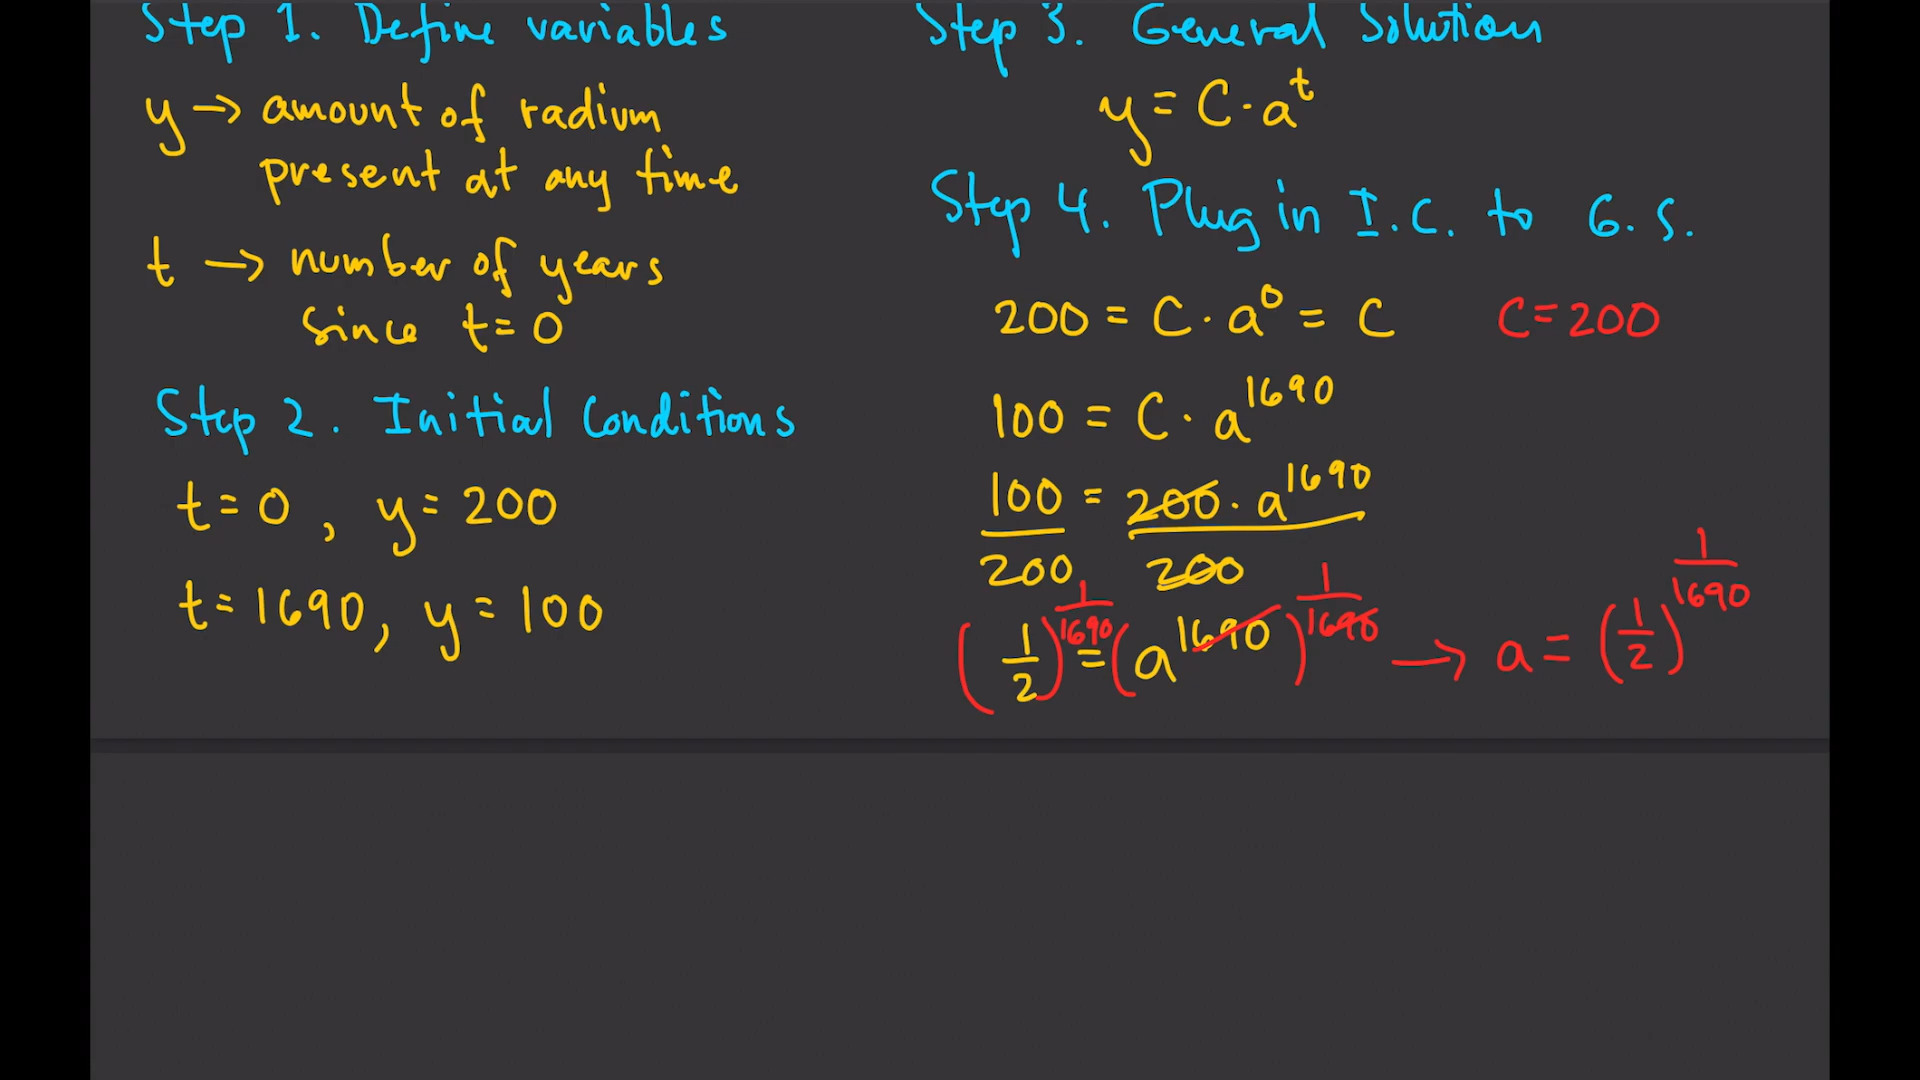 Step 1. Define variables
y → amount of radium
present at any time
t → number of years
since t = 0
Step 2. Initial Conditions
t = 0 , y = 200
t = 1690, y = 100
Step 3. General Solution
y = C · a^t
Step 4. Plug in I.C. to G.S.
200 = C · a^0 = C C = 200
100 = C · a^1690
100/200 = 200 · a^1690/200
(1/2)^(1/1690) = (a^1690)^(1/1690) → a = (1/2)^(1/1690)